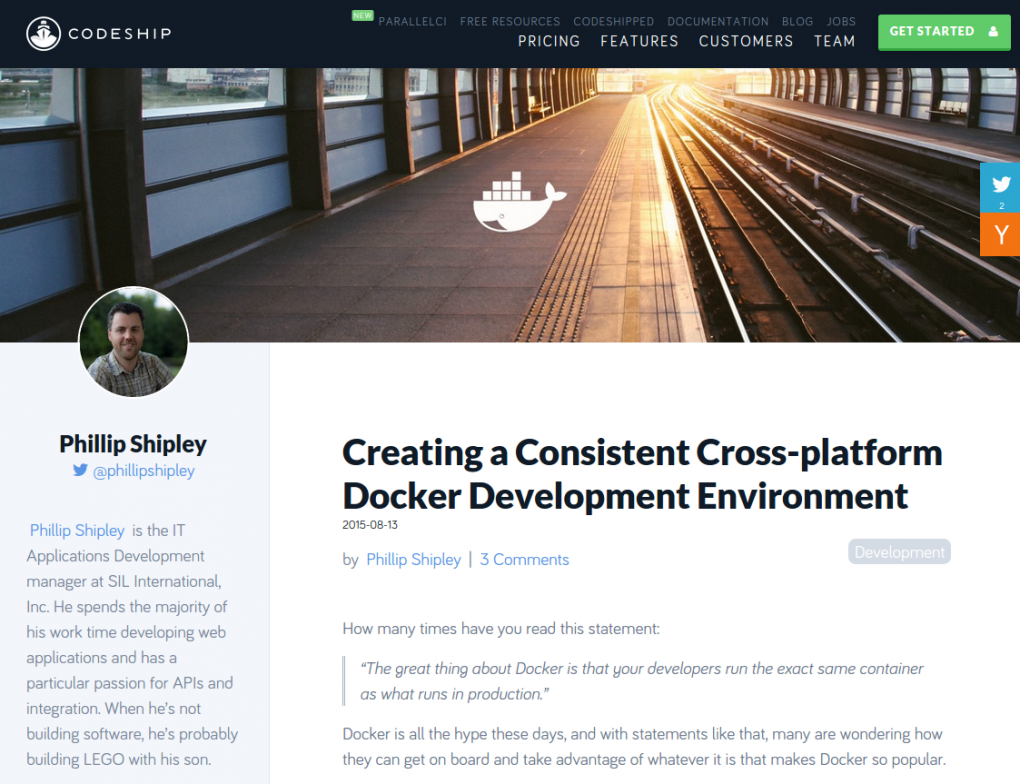 CODESHIP
NEW PARALLELCI FREE RESOURCES CODESHIPPED DOCUMENTATION BLOG JOBS
PRICING FEATURES CUSTOMERS TEAM
GET STARTED
2
Y
Phillip Shipley
@phillipshipley
Phillip Shipley is the IT
Applications Development
manager at SIL International,
Inc. He spends the majority of
his work time developing web
applications and has a
particular passion for APIs and
integration. When he's not
building software, he's probably
building LEGO with his son.
Creating a Consistent Cross-platform
Docker Development Environment
2015-08-13
by Phillip Shipley | 3 Comments
Development
How many times have you read this statement:
“The great thing about Docker is that your developers run the exact same container
as what runs in production.”
Docker is all the hype these days, and with statements like that, many are wondering how
they can get on board and take advantage of whatever it is that makes Docker so popular.